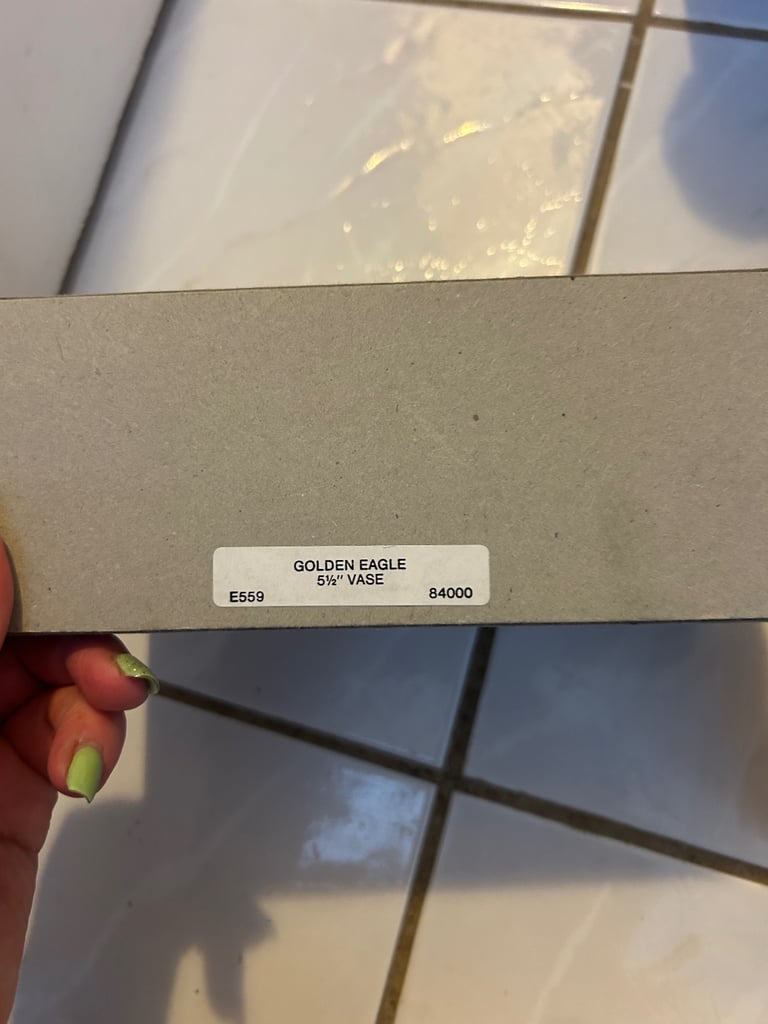 GOLDEN EAGLE
5½" VASE
E559 84000